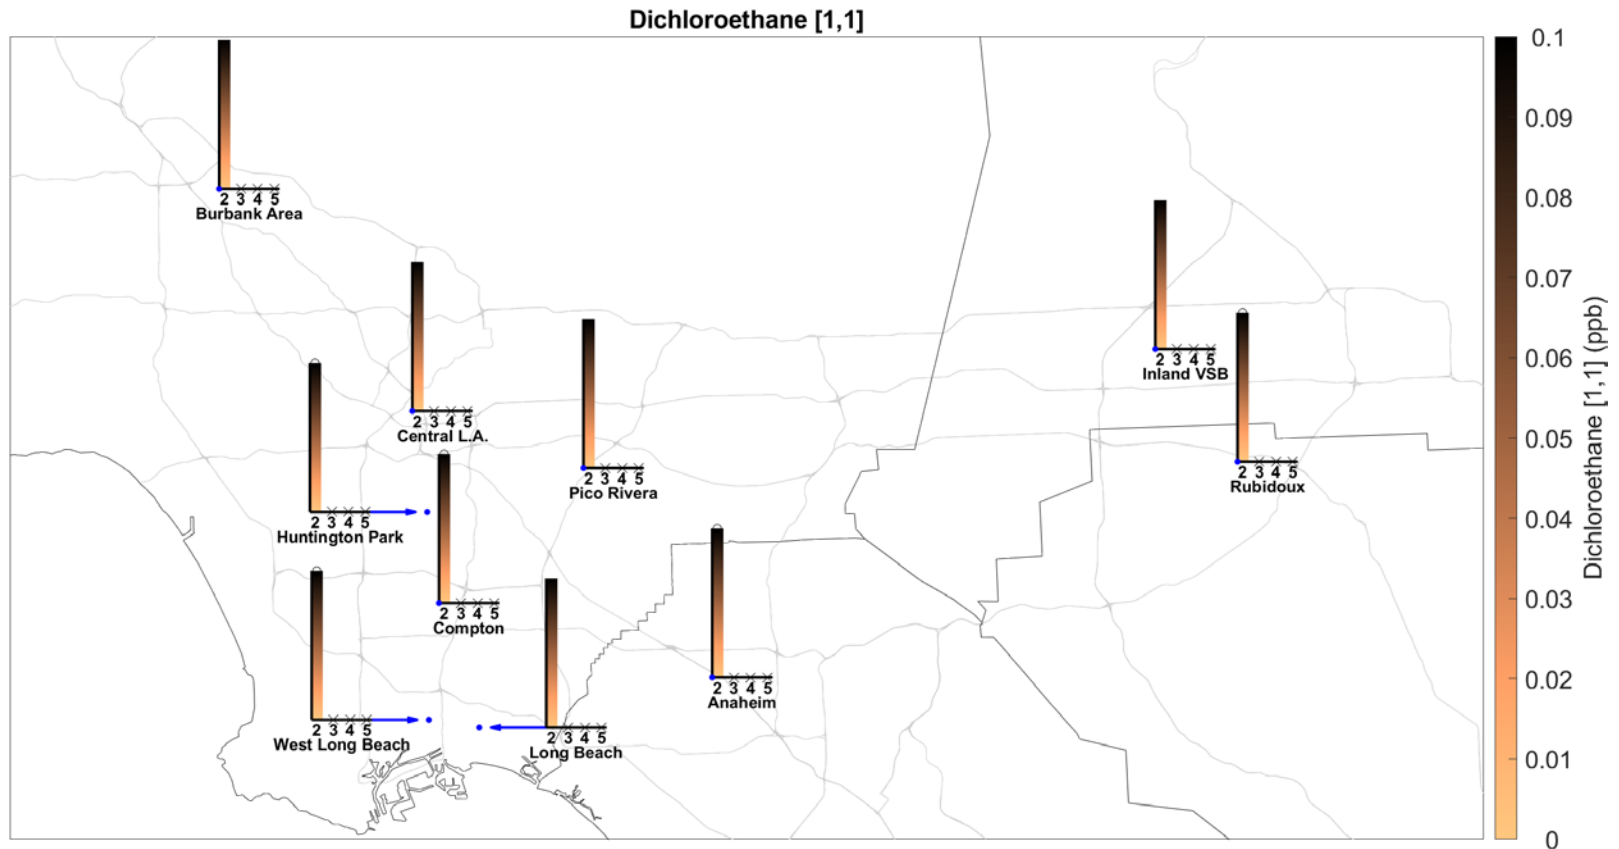 Dichloroethane [1,1]
2 3 4 5
Burbank Area
2 3 4 5
Inland VSB
2 3 4 5
Central L.A.
2 3 4 5
Pico Rivera
2 3 4 5
Rubidoux
2 3 4 5
Huntington Park
2 3 4 5
Compton
2 3 4 5
Anaheim
2 3 4 5
West Long Beach
2 3 4 5
Long Beach
0.1
0.09
0.08
0.07
0.06
0.05
0.04
0.03
0.02
0.01
0
Dichloroethane [1,1] (ppb)